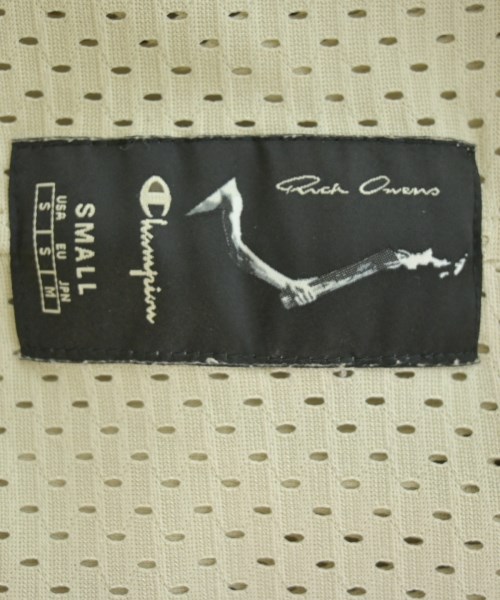 Rick Owens
Champion
SMALL
USA EU JPN
S S M